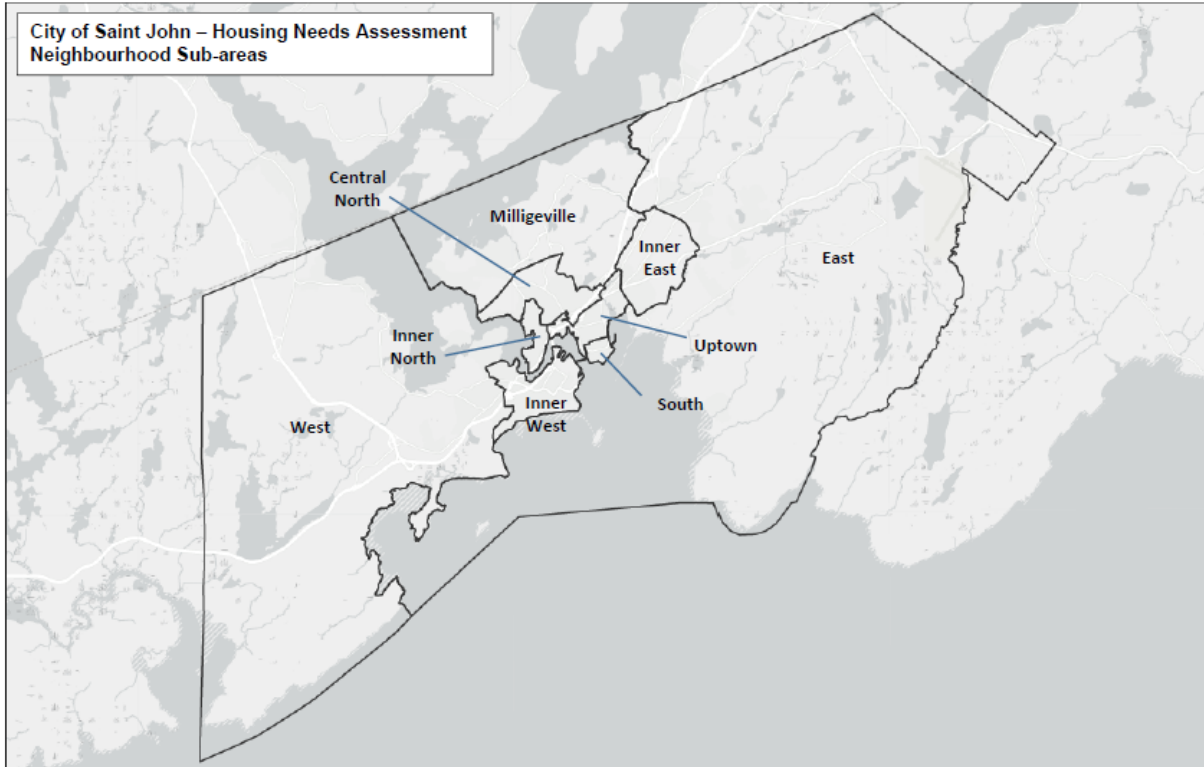 City of Saint John – Housing Needs Assessment
Neighbourhood Sub-areas
Central
North
Milligeville
Inner
East
East
Inner
North
Uptown
South
Inner
West
West